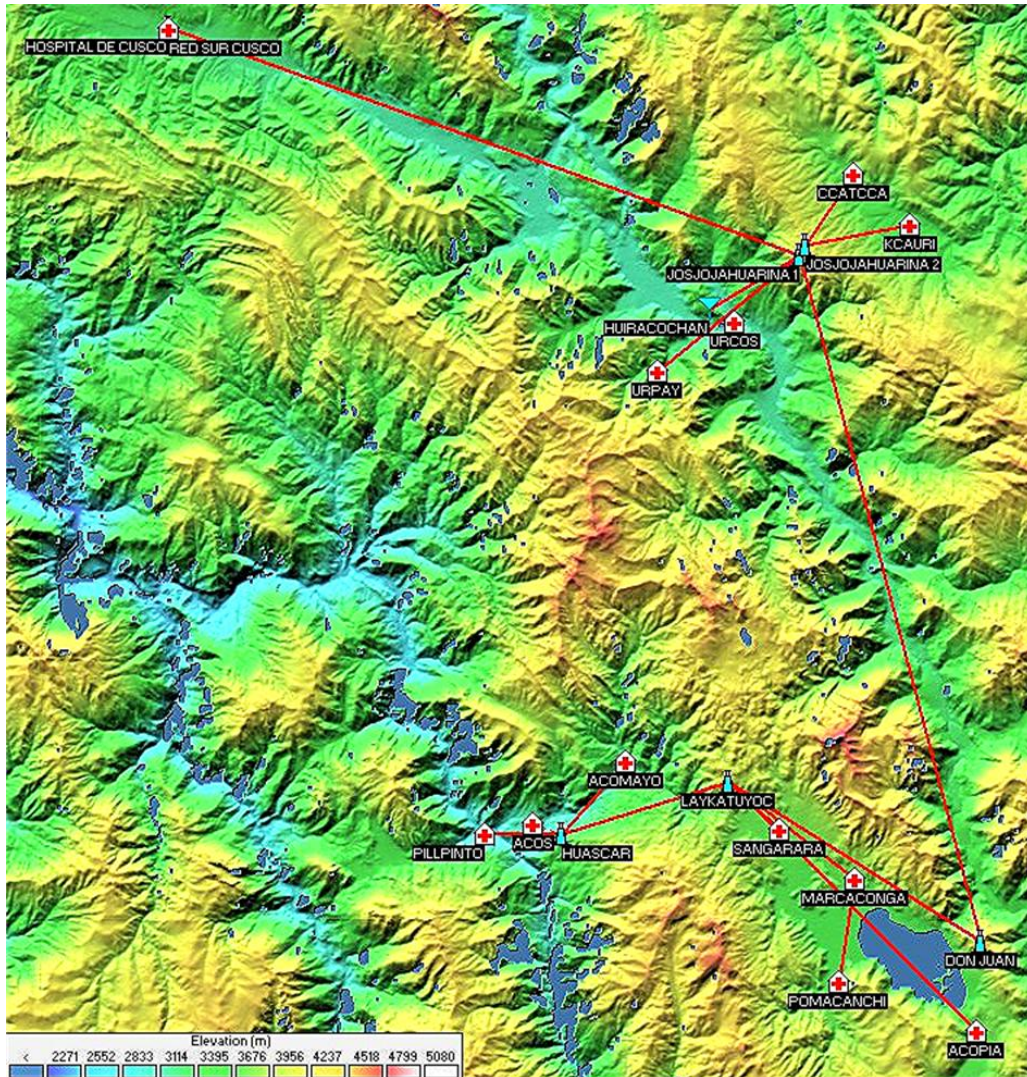 HOSPITAL DE CUSCO RED SUR CUSCO
CCATCCA
KCAURI
JOSJOJAHUARINA 1
JOSJOJAHUARINA 2
HUIRACOCHAN
URCOS
URPAY
ACOMAYO
LAYKATUYOC
PILLPINTO
ACOS
HUASCAR
SANGARARA
MARCACONGA
DON JUAN
POMACANCHI
ACOPIA
Elevation (m)
< 2271 2552 2833 3114 3395 3676 3956 4237 4518 4799 5080